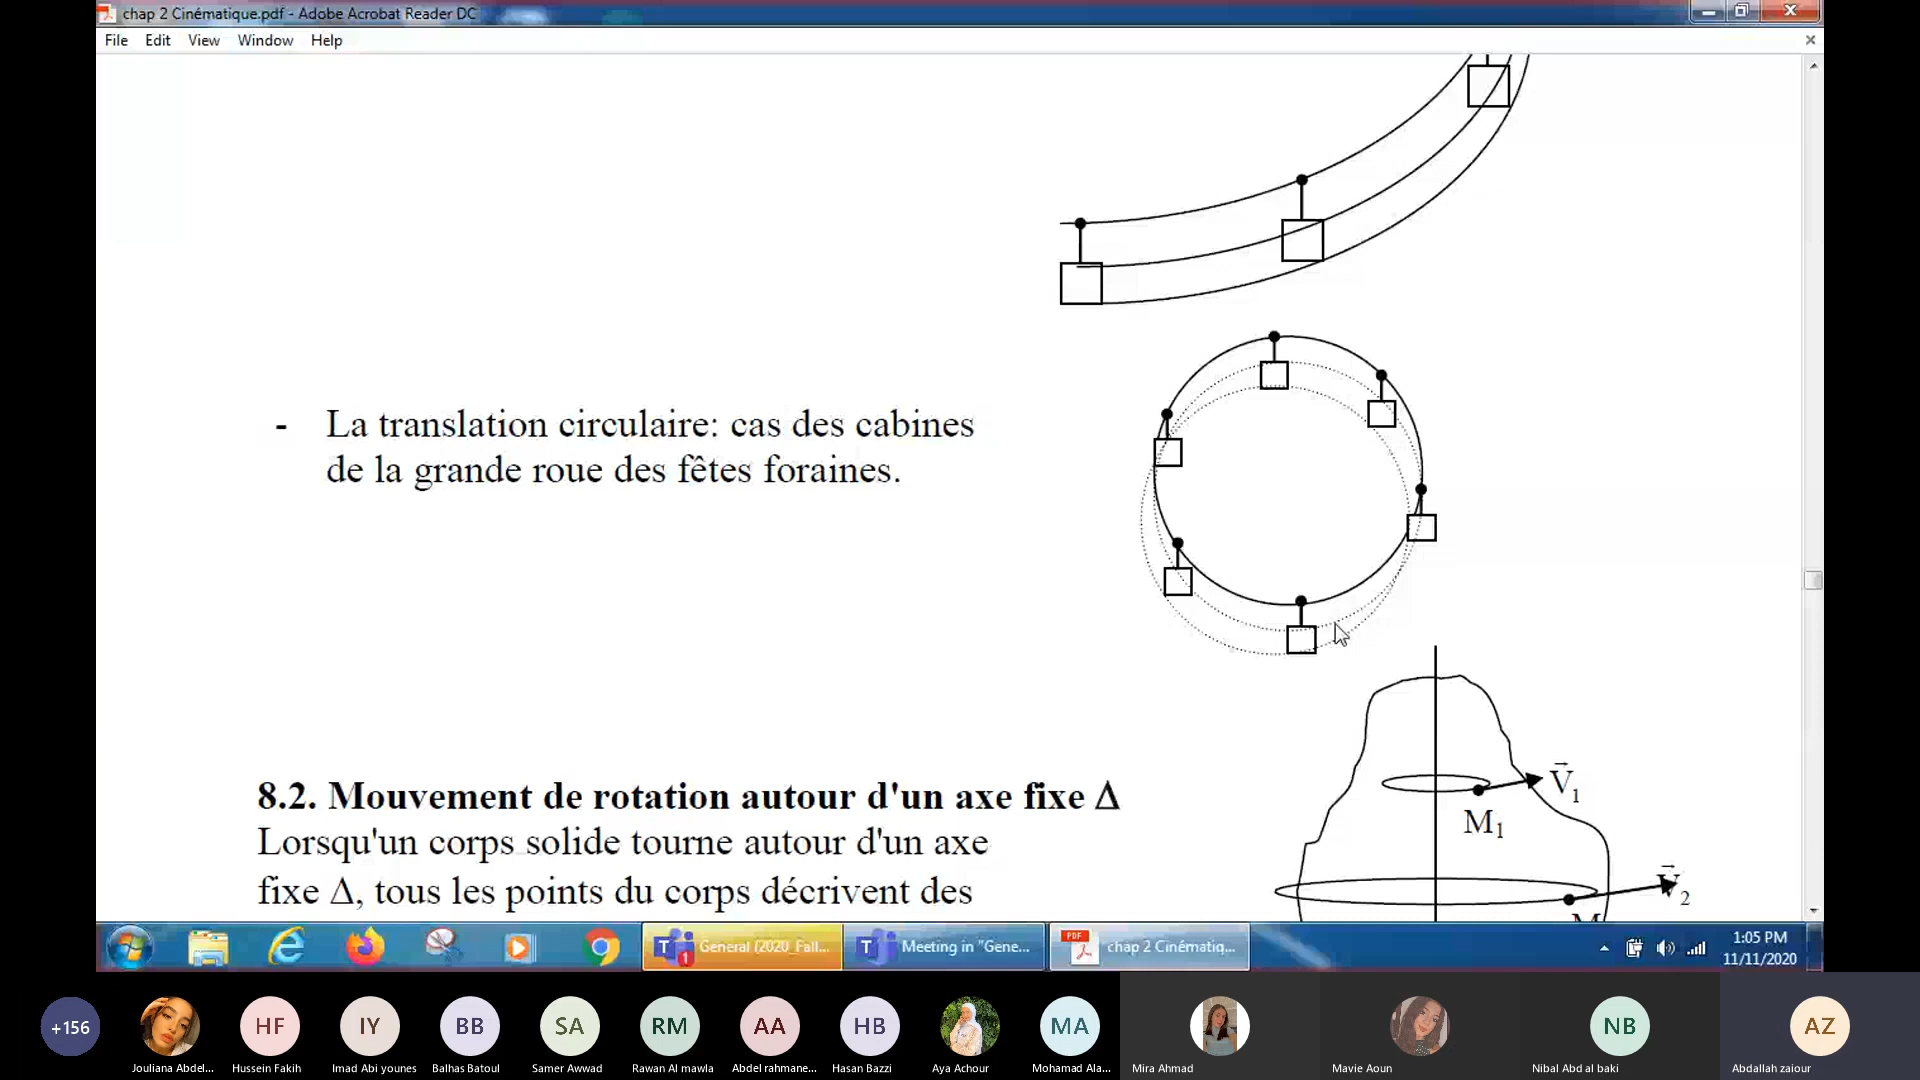 chap 2 Cinématique.pdf - Adobe Acrobat Reader DC
File Edit View Window Help
- La translation circulaire: cas des cabines
de la grande roue des fêtes foraines.
V1
M1
8.2. Mouvement de rotation autour d'un axe fixe Δ
Lorsqu'un corps solide tourne autour d'un axe
fixe Δ, tous les points du corps décrivent des
V2
M
General (2020_Fall...
1
Meeting in "Gene...
PDF
chap 2 Cinématiq...
1:05 PM
11/11/2020
+156
HF
IY
BB
SA
RM
AA
HB
MA
NB
AZ
Jouliana Abdel...
Hussein Fakih
Imad Abi younes
Balhas Batoul
Samer Awwad
Rawan Al mawla
Abdel rahmane...
Hasan Bazzi
Aya Achour
Mohamad Ala...
Mira Ahmad
Mavie Aoun
Nibal Abd al baki
Abdallah zaiour